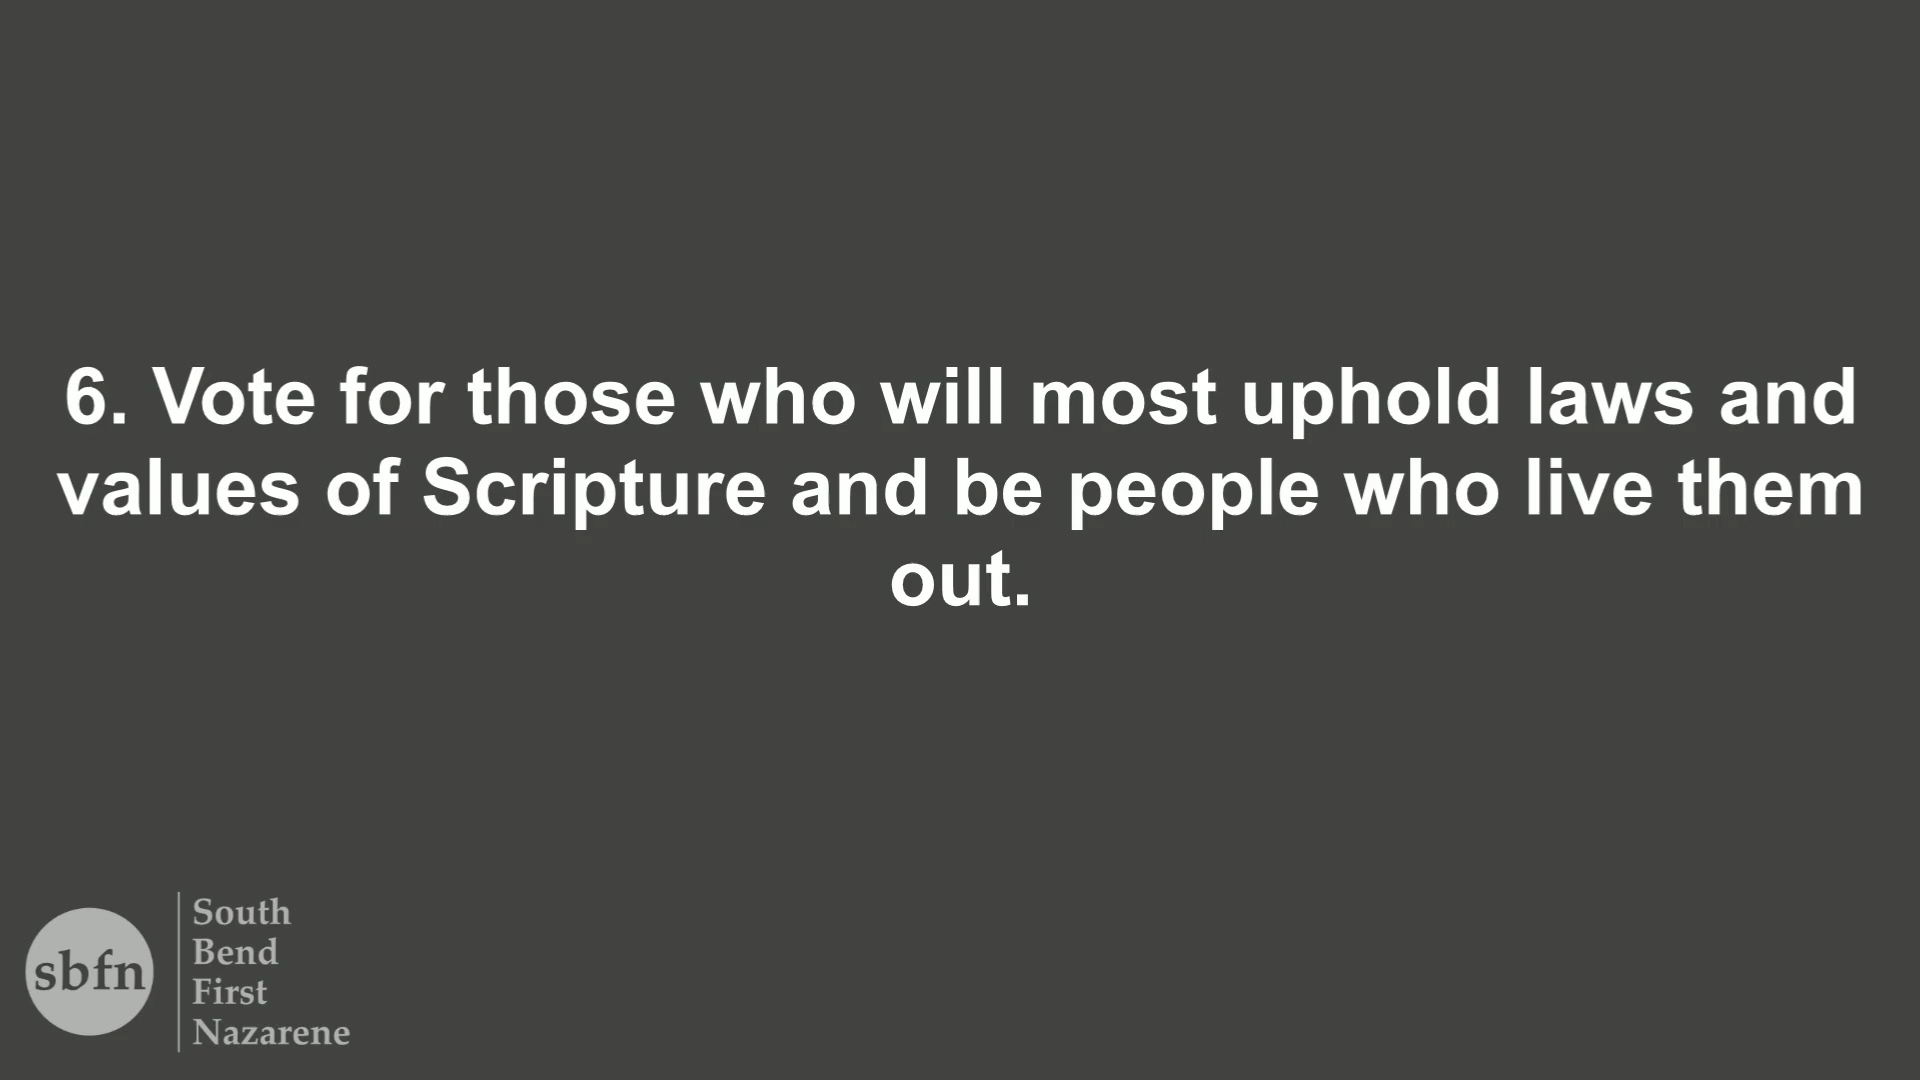 6. Vote for those who will most uphold laws and
values of Scripture and be people who live them
out.
sbfn
South
Bend
First
Nazarene